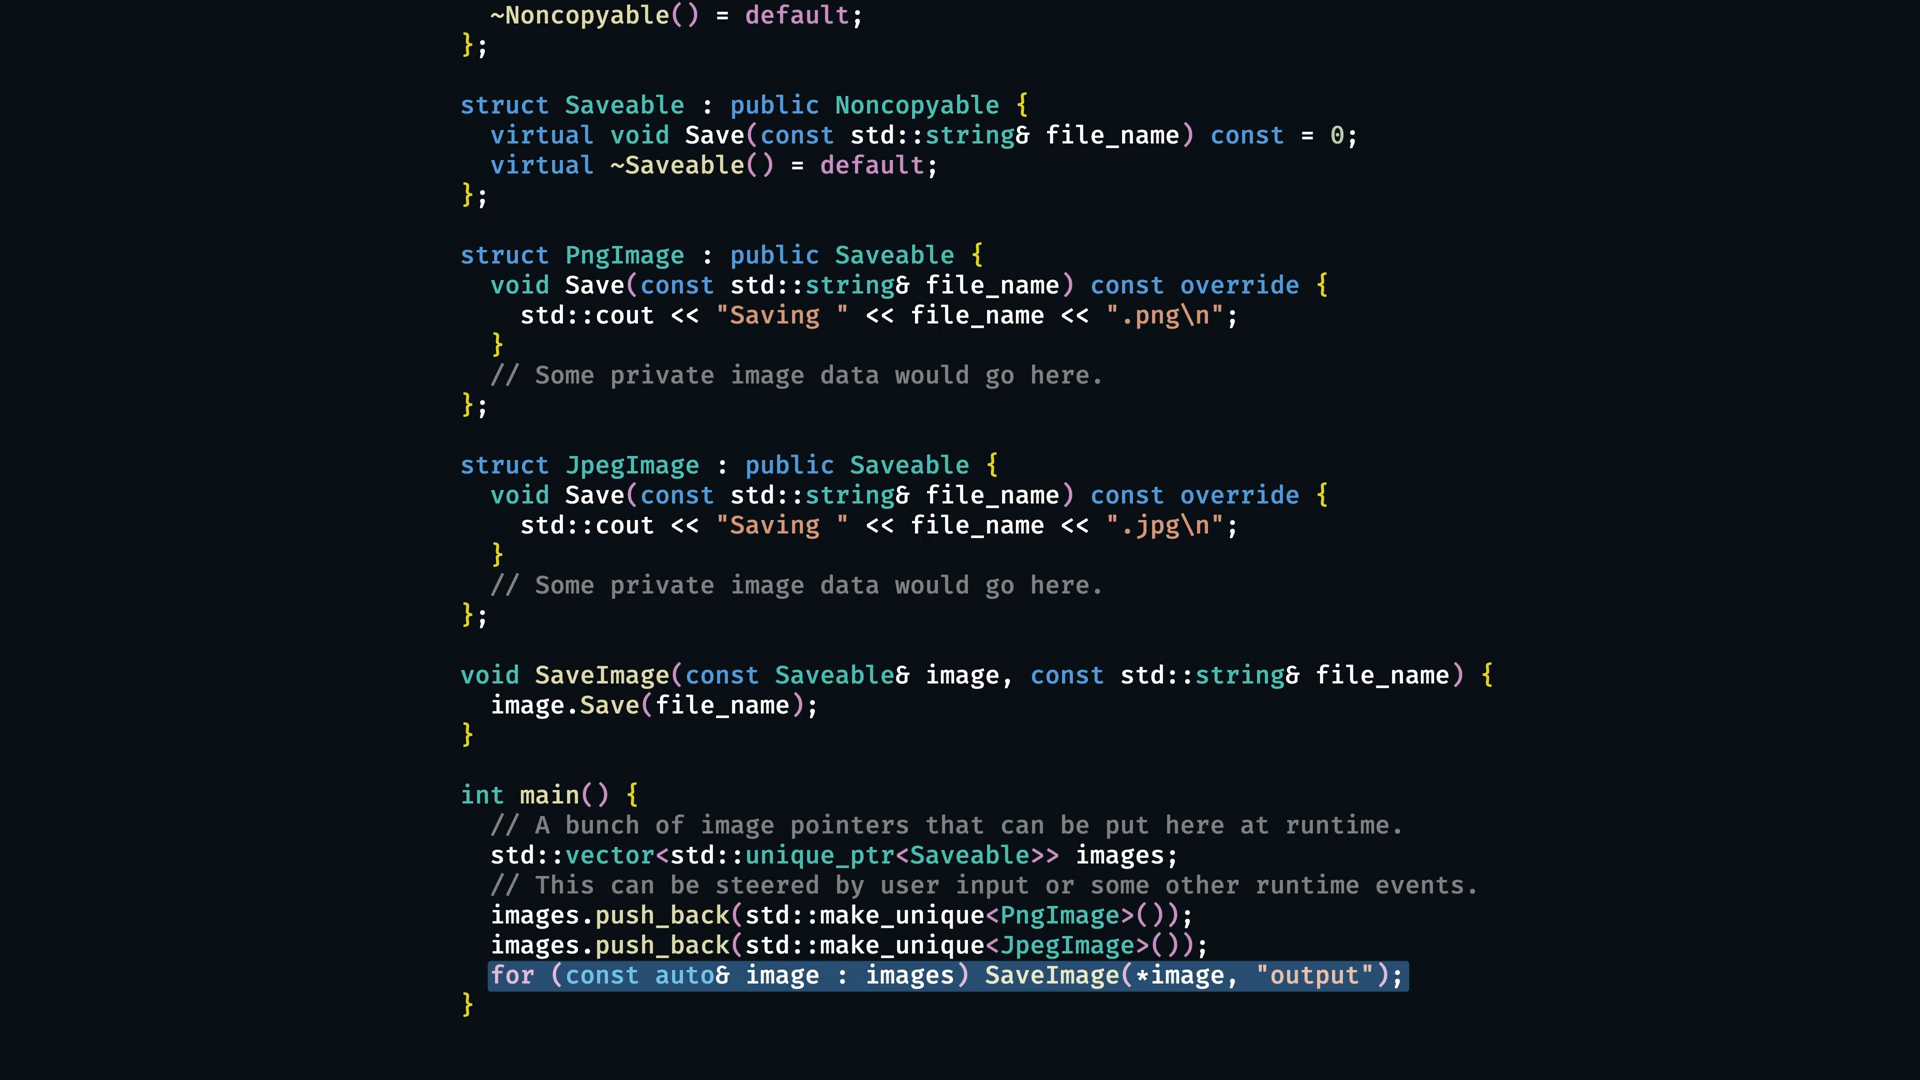 ~Noncopyable() = default;
};
struct Saveable : public Noncopyable {
virtual void Save(const std::string& file_name) const = 0;
virtual ~Saveable() = default;
};
struct PngImage : public Saveable {
void Save(const std::string& file_name) const override {
std::cout << "Saving " << file_name << ".png\n";
}
// Some private image data would go here.
};
struct JpegImage : public Saveable {
void Save(const std::string& file_name) const override {
std::cout << "Saving " << file_name << ".jpg\n";
}
// Some private image data would go here.
};
void SaveImage(const Saveable& image, const std::string& file_name) {
image.Save(file_name);
}
int main() {
// A bunch of image pointers that can be put here at runtime.
std::vector<std::unique_ptr<Saveable>> images;
// This can be steered by user input or some other runtime events.
images.push_back(std::make_unique<PngImage>());
images.push_back(std::make_unique<JpegImage>());
for (const auto& image : images) SaveImage(*image, "output");
}